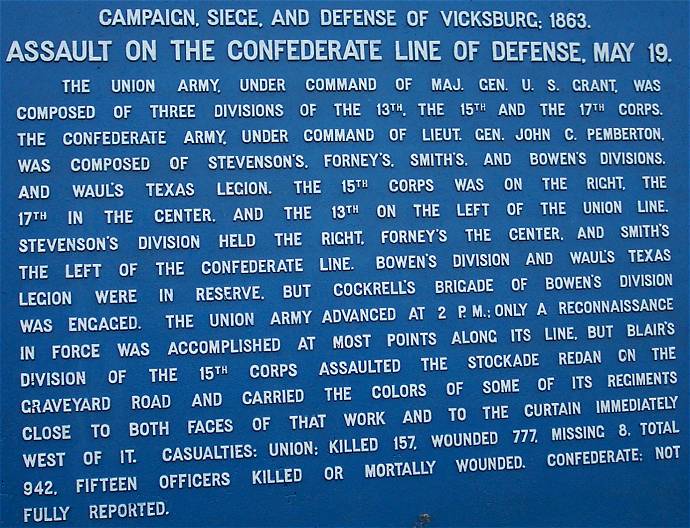 CAMPAIGN, SIEGE, AND DEFENSE OF VICKSBURG; 1863.
ASSAULT ON THE CONFEDERATE LINE OF DEFENSE, MAY 19.
THE UNION ARMY, UNDER COMMAND OF MAJ. GEN. U. S. GRANT, WAS
COMPOSED OF THREE DIVISIONS OF THE 13TH, THE 15TH AND THE 17TH CORPS.
THE CONFEDERATE ARMY, UNDER COMMAND OF LIEUT. GEN. JOHN C. PEMBERTON,
WAS COMPOSED OF STEVENSON'S, FORNEY'S, SMITH'S, AND BOWEN'S DIVISIONS,
AND WAUL'S TEXAS LEGION. THE 15TH CORPS WAS ON THE RIGHT, THE
17TH IN THE CENTER, AND THE 13TH ON THE LEFT OF THE UNION LINE.
STEVENSON'S DIVISION HELD THE RIGHT, FORNEY'S THE CENTER, AND SMITH'S
THE LEFT OF THE CONFEDERATE LINE. BOWEN'S DIVISION AND WAUL'S TEXAS
LEGION WERE IN RESERVE, BUT COCKRELL'S BRIGADE OF BOWEN'S DIVISION
WAS ENGAGED. THE UNION ARMY ADVANCED AT 2 P.M.; ONLY A RECONNAISSANCE
IN FORCE WAS ACCOMPLISHED AT MOST POINTS ALONG ITS LINE, BUT BLAIR'S
DIVISION OF THE 15TH CORPS ASSAULTED THE STOCKADE REDAN ON THE
GRAVEYARD ROAD AND CARRIED THE COLORS OF SOME OF ITS REGIMENTS
CLOSE TO BOTH FACES OF THAT WORK AND TO THE CURTAIN IMMEDIATELY
WEST OF IT. CASUALTIES: UNION; KILLED 157, WOUNDED 777, MISSING 8, TOTAL
942, FIFTEEN OFFICERS KILLED OR MORTALLY WOUNDED. CONFEDERATE; NOT
FULLY REPORTED.